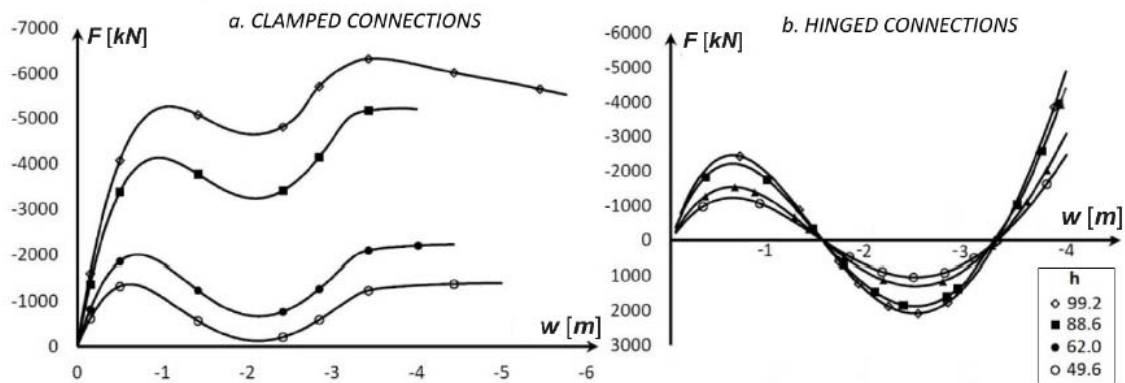 a. CLAMPED CONNECTIONS
F [kN]
-7000
-6000
-5000
-4000
-3000
-2000
-1000
0
w [m]
0 -1 -2 -3 -4 -5 -6
b. HINGED CONNECTIONS
F [kN]
-6000
-5000
-4000
-3000
-2000
-1000
0
1000
2000
3000
w [m]
-1 -2 -3 -4
h
99.2
88.6
62.0
49.6